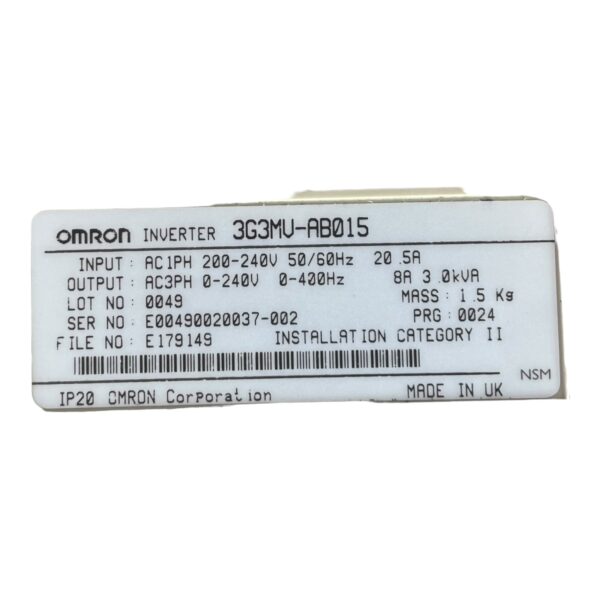 OMRON INVERTER 3G3MV-AB015
INPUT : AC1PH 200-240V 50/60Hz 20.5A
OUTPUT : AC3PH 0-240V 0-400Hz 8A 3.0kVA
LOT NO : 0049 MASS : 1.5 Kg
SER NO : E00490020037-002 PRG : 0024
FILE NO : E179149 INSTALLATION CATEGORY II
NSM
IP20 OMRON Corporation MADE IN UK